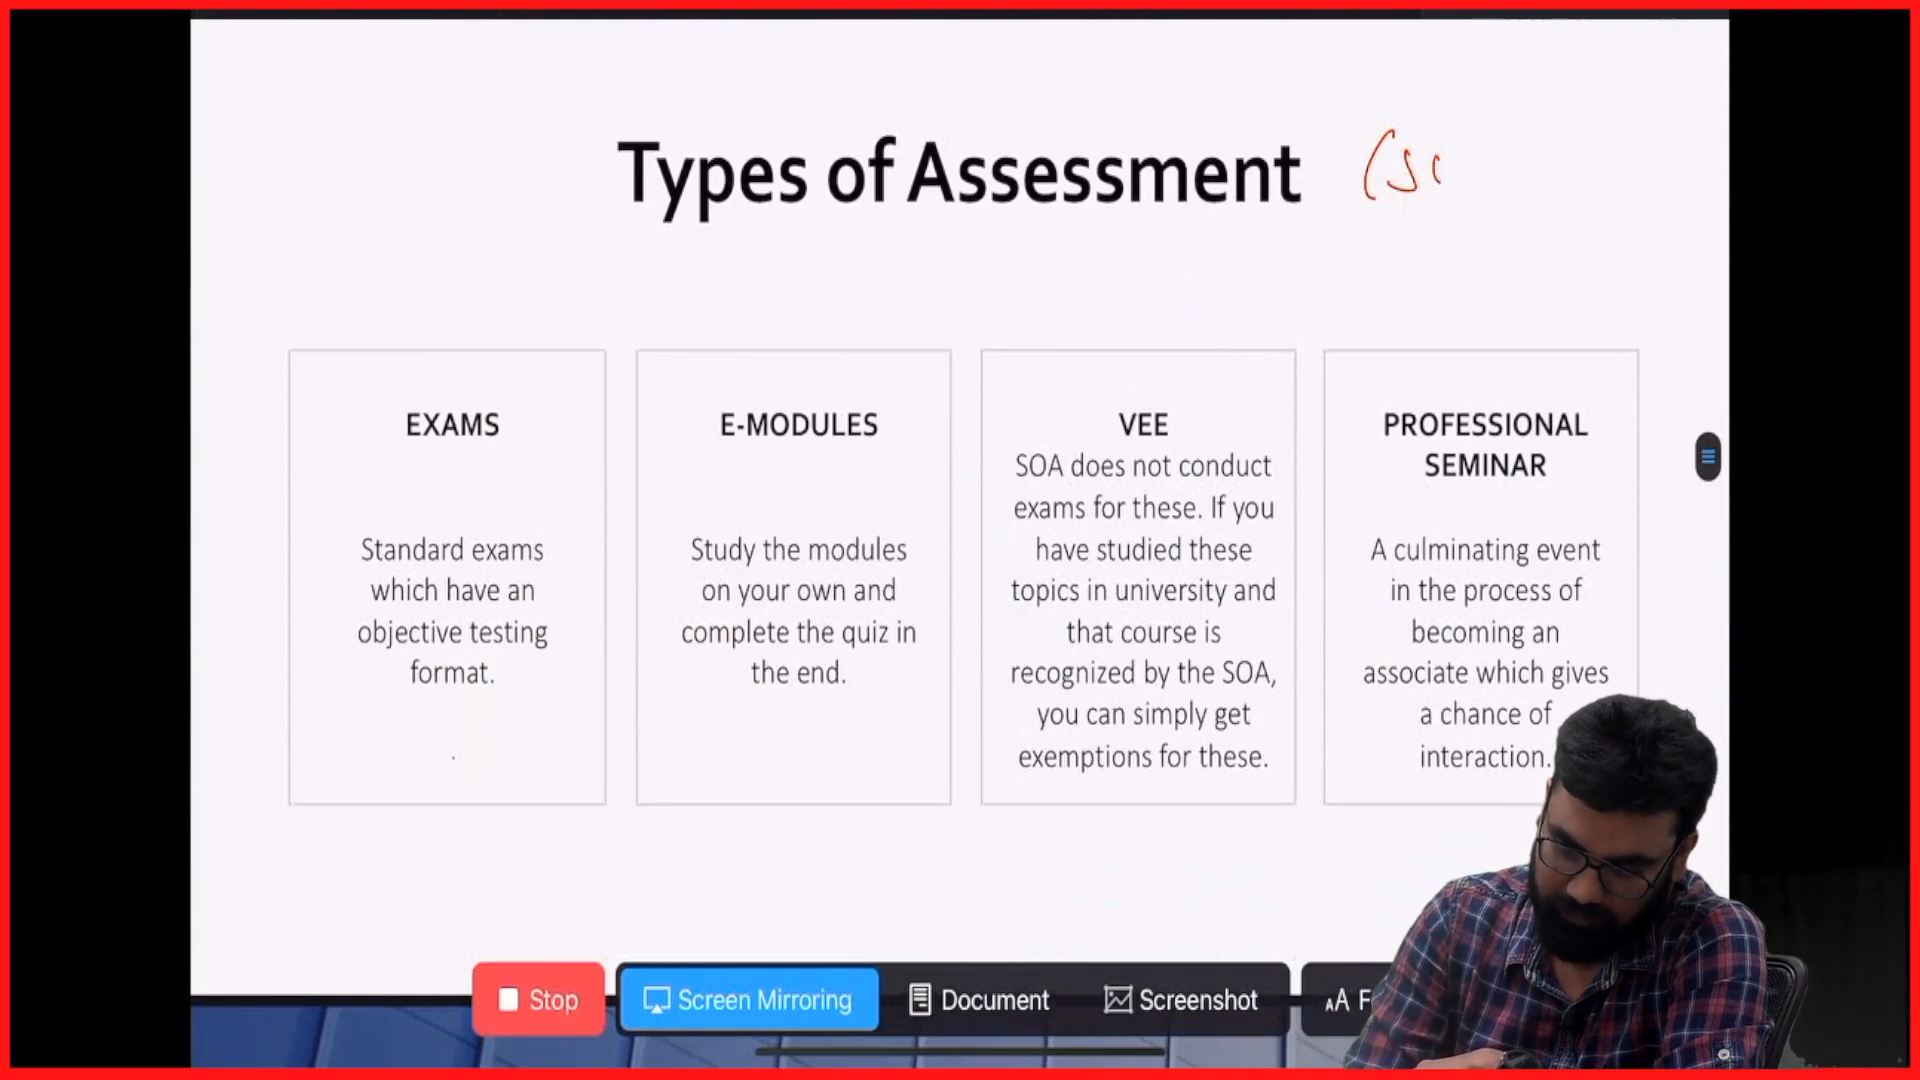 Types of Assessment (so
EXAMS
Standard exams
which have an
objective testing
format.
.
E-MODULES
Study the modules
on your own and
complete the quiz in
the end.
VEE
SOA does not conduct
exams for these. If you
have studied these
topics in university and
that course is
recognized by the SOA,
you can simply get
exemptions for these.
PROFESSIONAL
SEMINAR
A culminating event
in the process of
becoming an
associate which gives
a chance of
interaction.
Stop
Screen Mirroring
Document
Screenshot
AA F